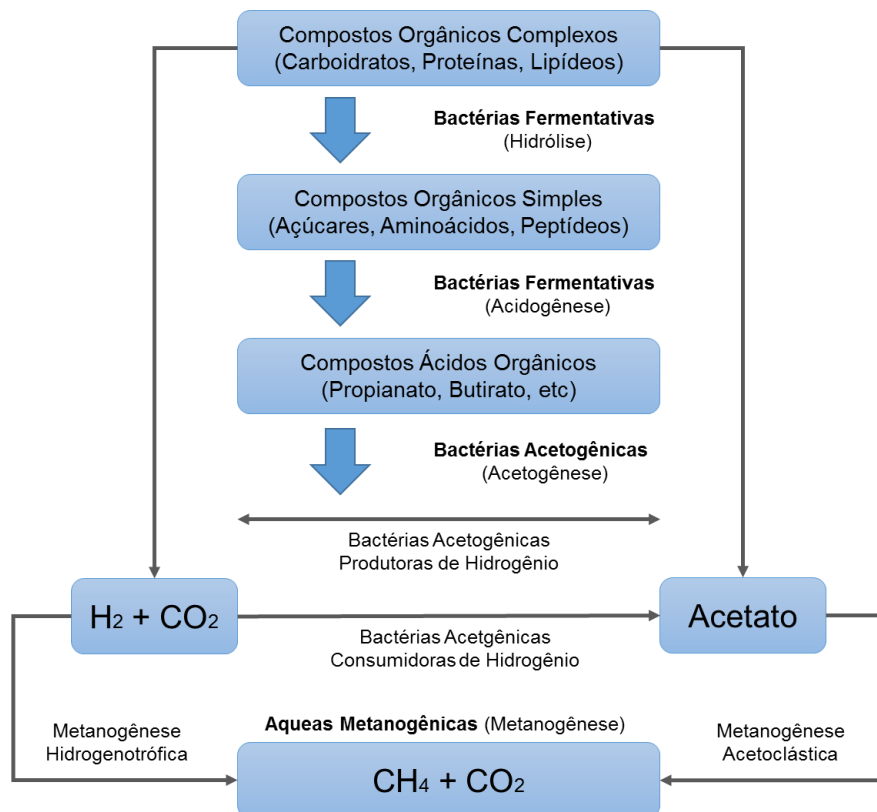 Compostos Orgânicos Complexos
(Carboidratos, Proteínas, Lipídeos)
Bactérias Fermentativas
(Hidrólise)
Compostos Orgânicos Simples
(Açúcares, Aminoácidos, Peptídeos)
Bactérias Fermentativas
(Acidogênese)
Compostos Ácidos Orgânicos
(Propianato, Butirato, etc)
Bactérias Acetogênicas
(Acetogênese)
Bactérias Acetogênicas
Produtoras de Hidrogênio
H₂ + CO₂
Acetato
Bactérias Acetgênicas
Consumidoras de Hidrogênio
Aqueas Metanogênicas (Metanogênese)
Metanogênese
Hidrogenotrófica
Metanogênese
Acetoclástica
CH₄ + CO₂